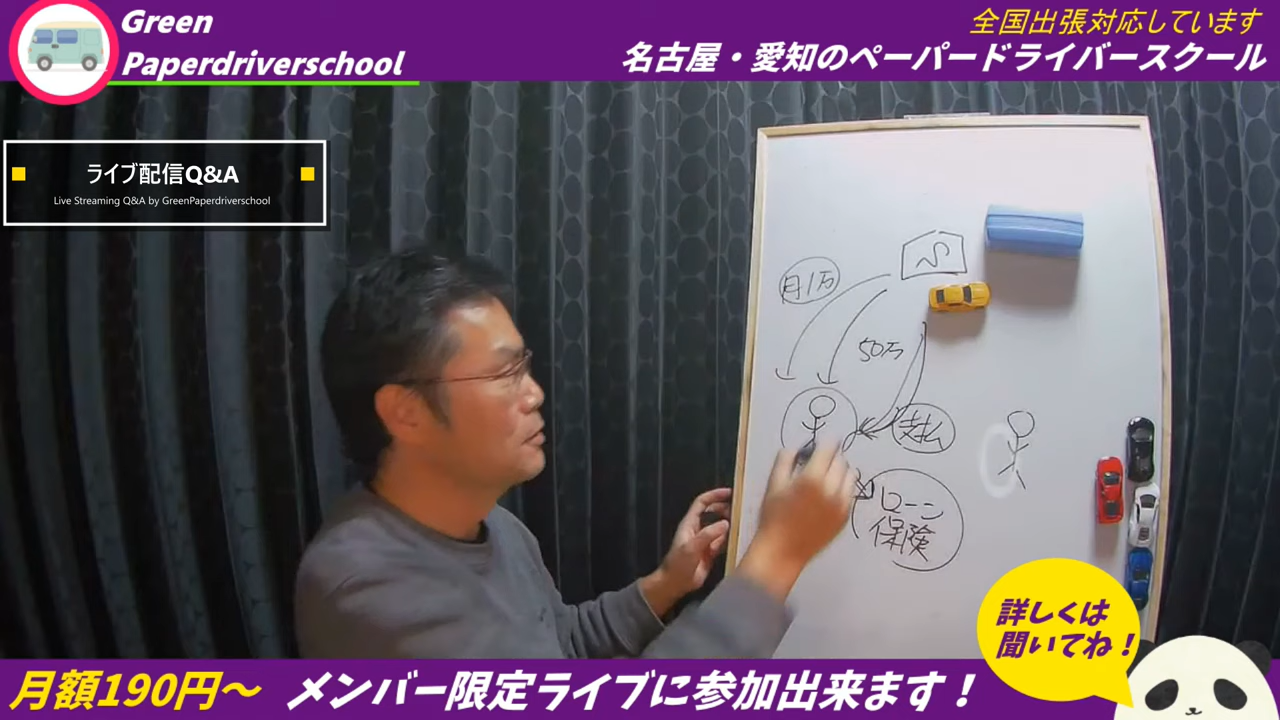 Green
Paperdriverschool
全国出張対応しています
名古屋・愛知のペーパードライバースクール
ライブ配信Q&A
Live Streaming Q&A by GreenPaperdriverschool
月1万
50万
支払
ローン
保険
詳しくは
聞いてね!
月額190円〜 メンバー限定ライブに参加出来ます!